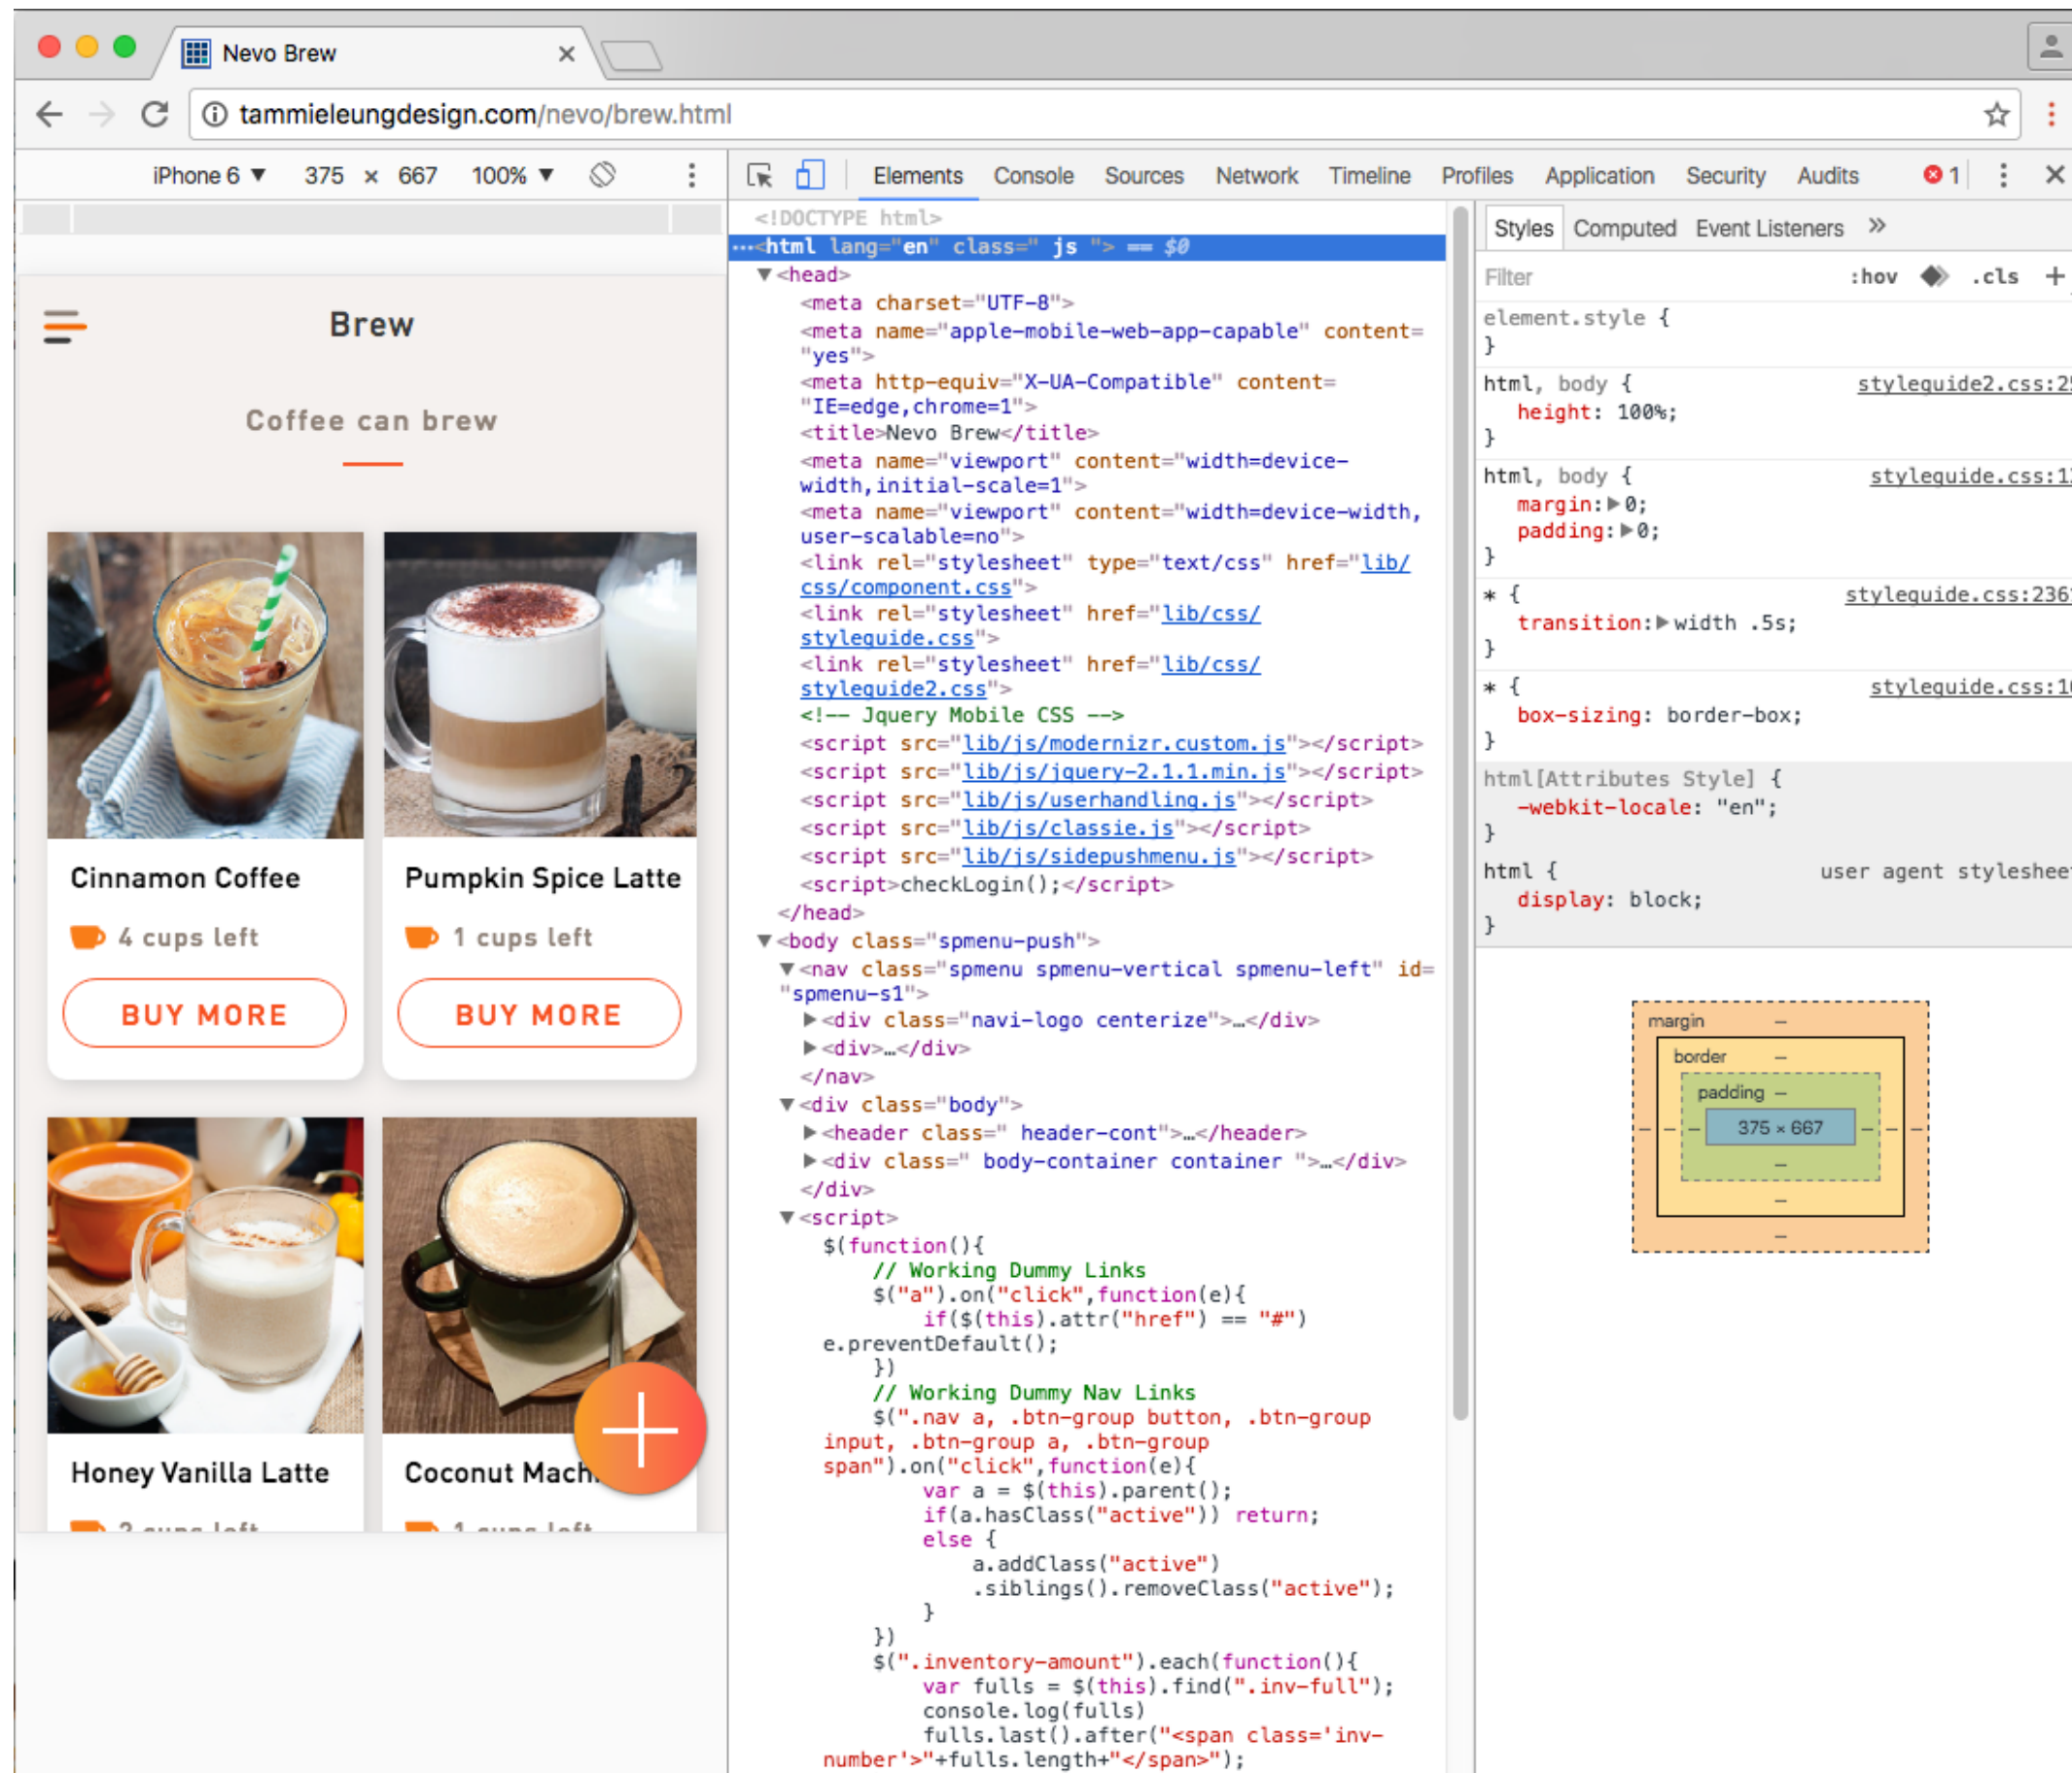 Nevo Brew
tammieleungdesign.com/nevo/brew.html
iPhone 6 ▼ 375 × 667 100% ▼
Elements Console Sources Network Timeline Profiles Application Security Audits 1
Brew
Coffee can brew
Cinnamon Coffee
4 cups left
BUY MORE
Pumpkin Spice Latte
1 cups left
BUY MORE
Honey Vanilla Latte
Coconut
cups left
1 cups left
<!DOCTYPE html>
…<html lang="en" class=" js "> == $0
▼<head>
<meta charset="UTF-8">
<meta name="apple-mobile-web-app-capable" content=
"yes">
<meta http-equiv="X-UA-Compatible" content=
"IE=edge,chrome=1">
<title>Nevo Brew</title>
<meta name="viewport" content="width=device-
width,initial-scale=1">
<meta name="viewport" content="width=device-width,
user-scalable=no">
<link rel="stylesheet" type="text/css" href="lib/
css/component.css">
<link rel="stylesheet" href="lib/css/
styleguide.css">
<link rel="stylesheet" href="lib/css/
styleguide2.css">
<!-- Jquery Mobile CSS -->
<script src="lib/js/modernizr.custom.js"></script>
<script src="lib/js/jquery-2.1.1.min.js"></script>
<script src="lib/js/userhandling.js"></script>
<script src="lib/js/classie.js"></script>
<script src="lib/js/sidepushmenu.js"></script>
<script>checkLogin();</script>
</head>
▼<body class="spmenu-push">
▼<nav class="spmenu spmenu-vertical spmenu-left" id=
"spmenu-s1">
▶<div class="navi-logo centerize">…</div>
▶<div>…</div>
</nav>
▼<div class="body">
▶<header class=" header-cont">…</header>
▶<div class=" body-container container ">…</div>
</div>
▼<script>
$(function(){
// Working Dummy Links
$("a").on("click",function(e){
if($(this).attr("href") == "#")
e.preventDefault();
})
// Working Dummy Nav Links
$(".nav a, .btn-group button, .btn-group
input, .btn-group a, .btn-group
span").on("click",function(e){
var a = $(this).parent();
if(a.hasClass("active")) return;
else {
a.addClass("active")
.siblings().removeClass("active");
}
})
$(".inventory-amount").each(function(){
var fulls = $(this).find(".inv-full");
console.log(fulls)
fulls.last().after("<span class='inv-
number'>"+fulls.length+"</span>");
Styles Computed Event Listeners »
Filter :hov .cls +
element.style {
}
html, body { styleguide2.css:25
height: 100%;
}
html, body { styleguide.css:1
margin:▶0;
padding:▶0;
}
* { styleguide.css:236
transition:▶width .5s;
}
* { styleguide.css:1
box-sizing: border-box;
}
html[Attributes Style] {
-webkit-locale: "en";
}
html { user agent stylesheet
display: block;
}
margin –
border –
padding –
– – – 375 × 667 – – –
–
–
–